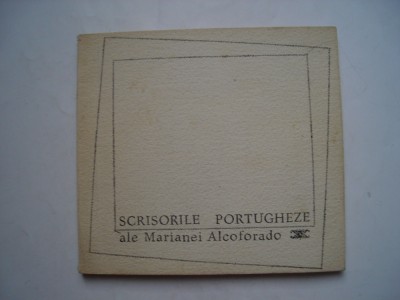 SCRISORILE PORTUGHEZE
ale Marianei Alcoforado